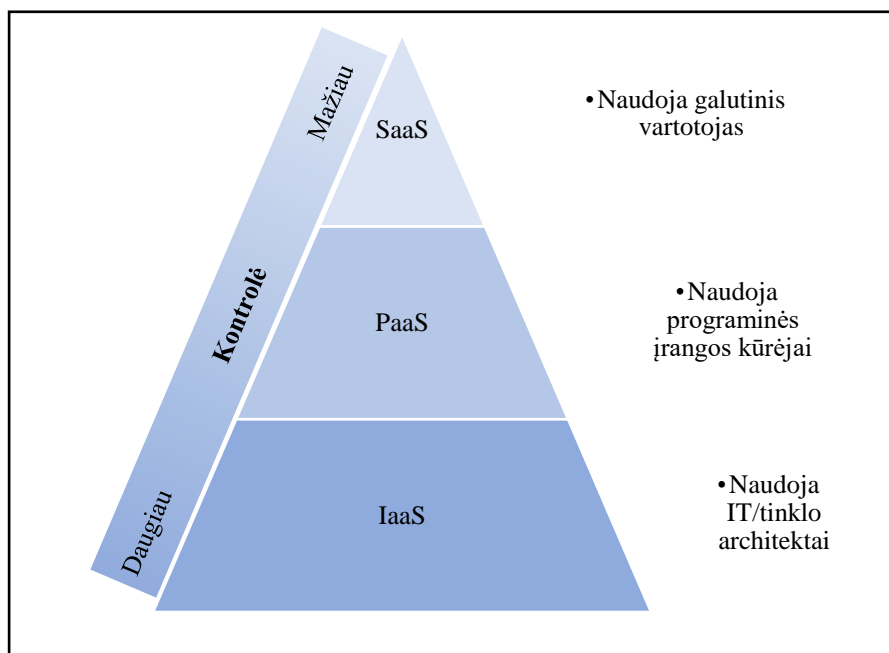 Mažiau
Kontrolė
Daugiau
SaaS
•Naudoja galutinis
vartotojas
PaaS
•Naudoja
programinės
įrangos kūrėjai
IaaS
•Naudoja
IT/tinklo
architektai